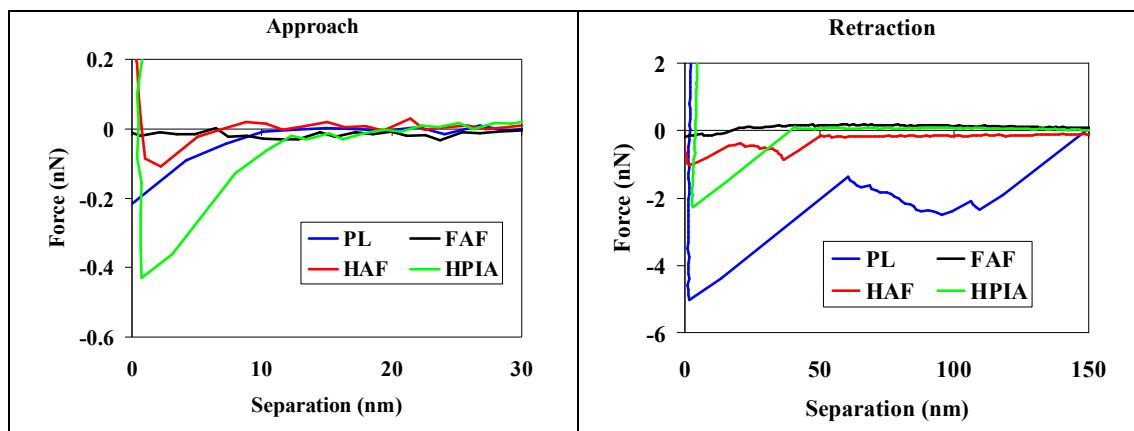 Approach
0.2
0
-0.2
-0.4
-0.6
Force (nN)
PL
FAF
HAF
HPIA
0 10 20 30
Separation (nm)
Retraction
2
0
-2
-4
-6
Force (nN)
PL
FAF
HAF
HPIA
0 50 100 150
Separation (nm)